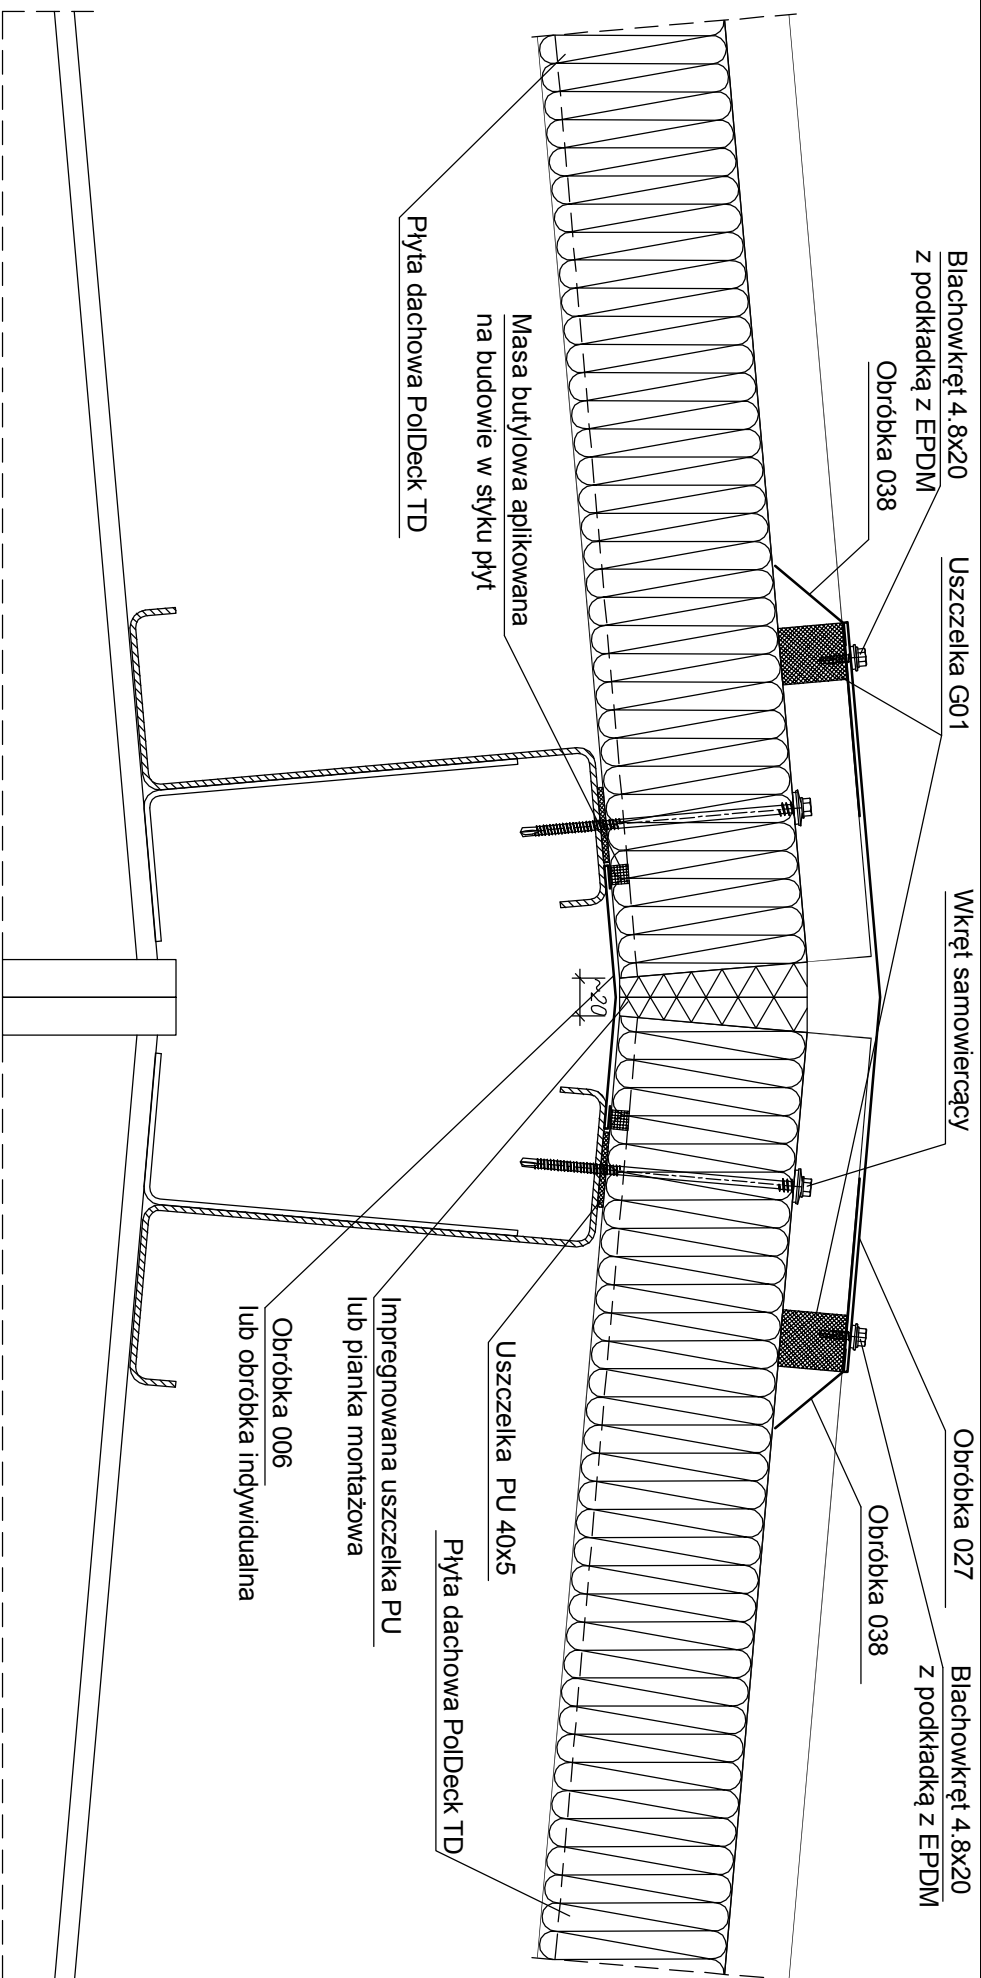 Blachowkręt 4.8x20
z podkładką z EPDM
Obróbka 038
Uszczelka G01
Wkręt samowiercący
Obróbka 027
Obróbka 038
Blachowkręt 4.8x20
z podkładką z EPDM
Płyta dachowa PolDeck TD
Masa butylowa aplikowana
na budowie w styku płyt
~20
Uszczelka PU 40x5
Impregnowana uszczelka PU
lub pianka montażowa
Obróbka 006
lub obróbka indywidualna
Płyta dachowa PolDeck TD